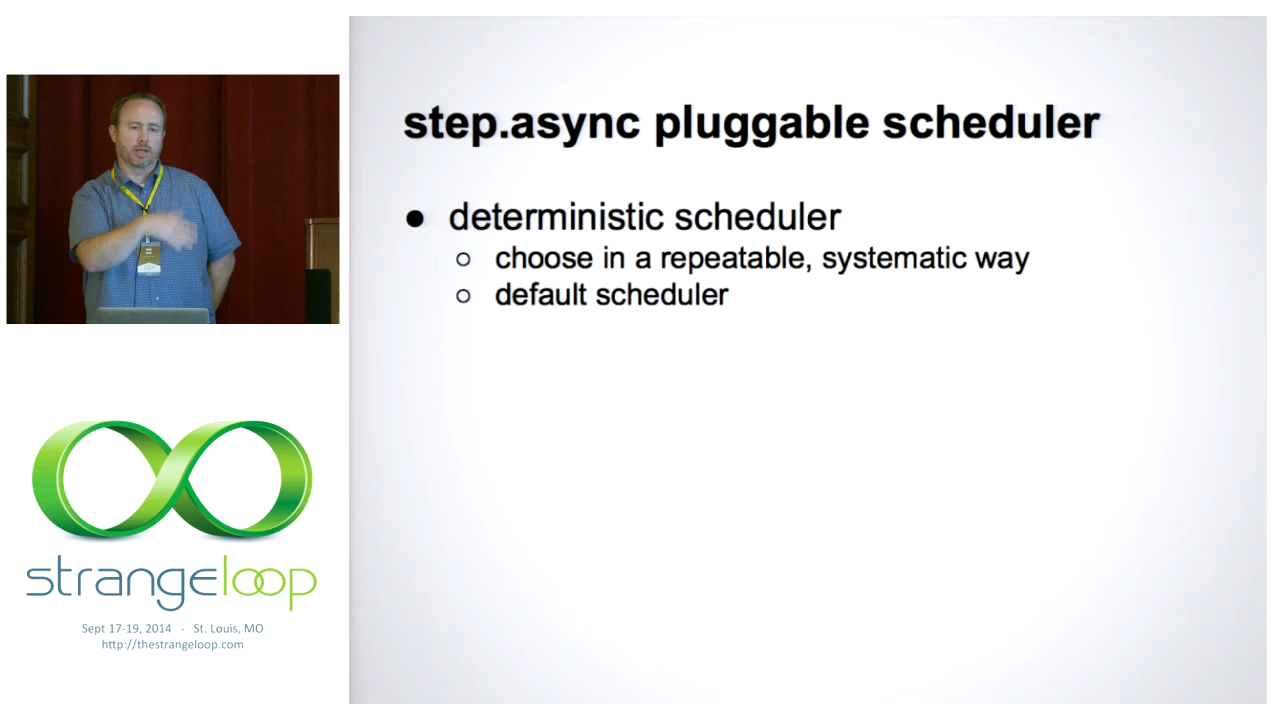 step.async pluggable scheduler
● deterministic scheduler
○ choose in a repeatable, systematic way
○ default scheduler
strangeloop
Sept 17-19, 2014 - St. Louis, MO
http://thestrangeloop.com